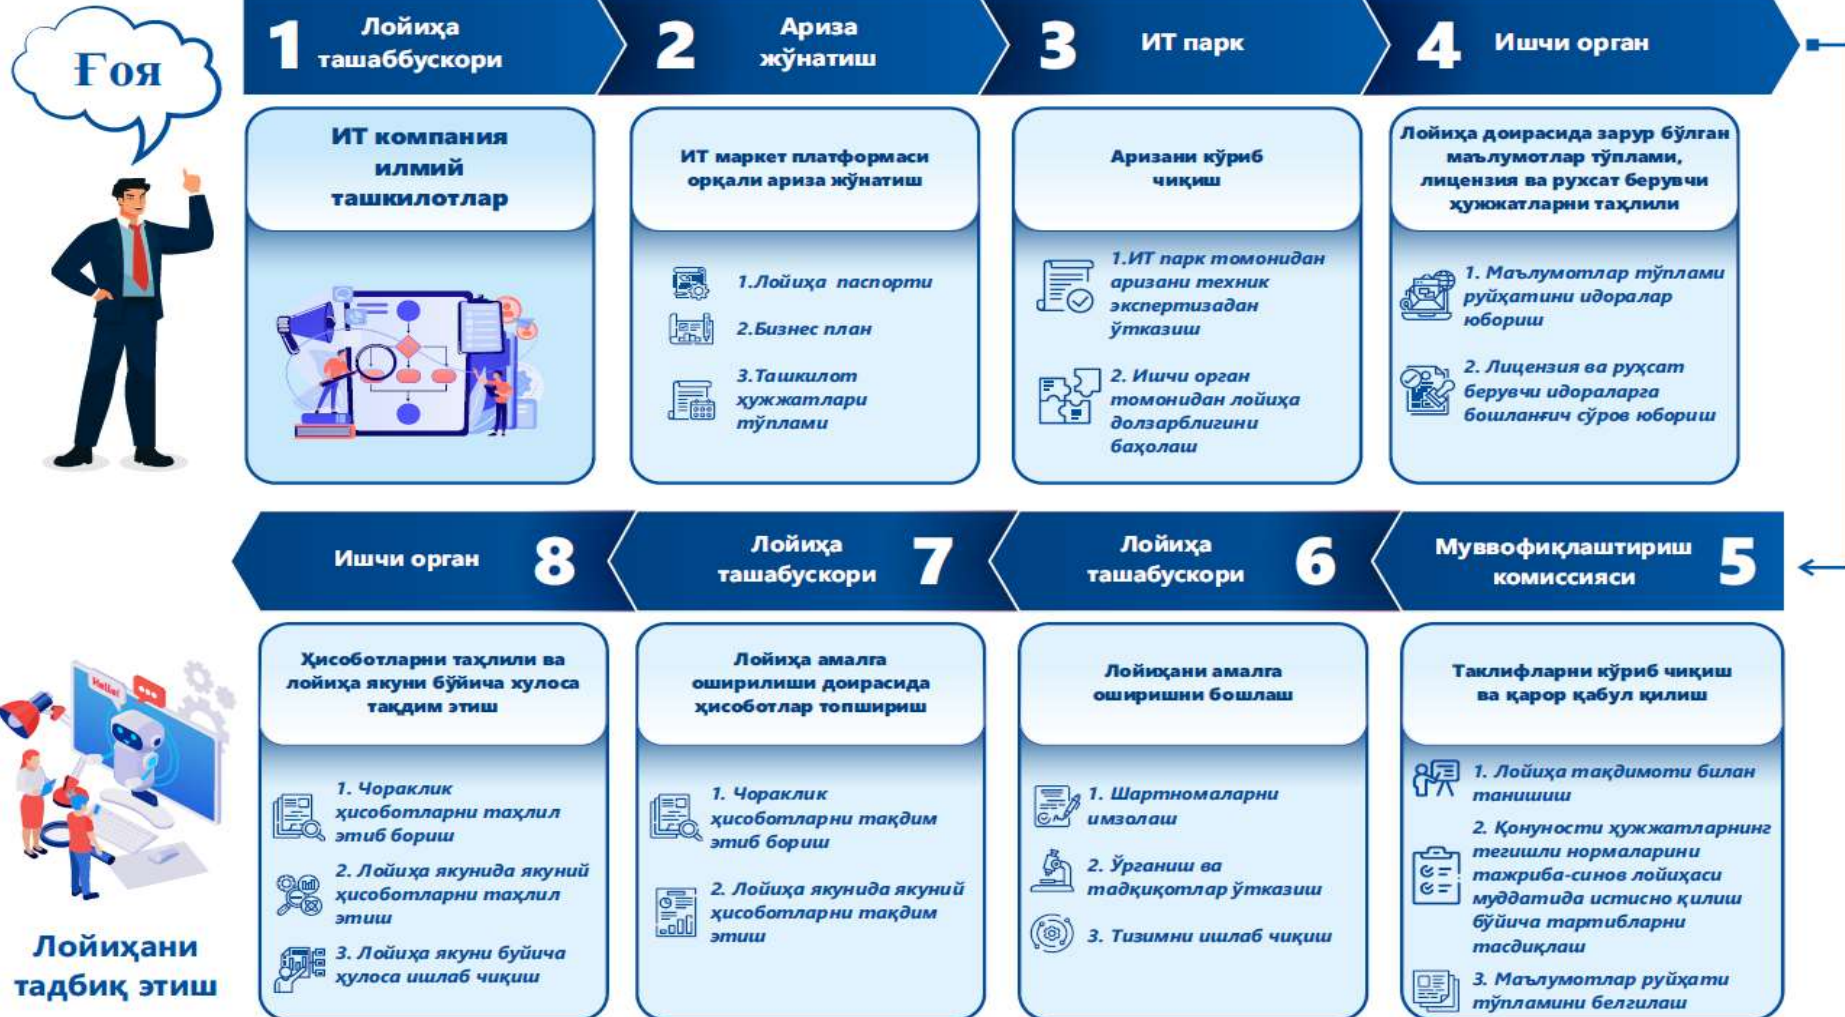 Ғоя
1
Лойиҳа
ташаббускори
2
Ариза
жўнатиш
3
ИТ парк
4
Ишчи орган
ИТ компания
илмий
ташкилотлар
ИТ маркет платформаси
орқали ариза жўнатиш
1.Лойиҳа паспорти
2.Бизнес план
3.Ташкилот
ҳужжатлари
тўплами
Аризани кўриб
чиқиш
1.ИТ парк томонидан
аризани техник
экспертизадан
ўтказиш
2. Ишчи орган
томонидан лойиҳа
долзарблигини
баҳолаш
Лойиҳа доирасида зарур бўлган
маълумотлар тўплами,
лицензия ва рухсат берувчи
ҳужжатларни таҳлили
1. Маълумотлар тўплами
руйҳатини идоралар
юбориш
2. Лицензия ва руҳсат
берувчи идораларга
бошланғич сўров юбориш
Муввофиқлаштириш
комиссияси
5
Лойиҳа
ташабускори
6
Лойиҳа
ташабускори
7
Ишчи орган
8
Таклифларни кўриб чиқиш
ва қарор қабул қилиш
1. Лойиҳа тақдимоти билан
танишиш
2. Қонуности ҳужжатларнинг
тегишли нормаларини
тажриба-синов лойиҳаси
муддатида истисно қилиш
бўйича тартибларни
тасдиқлаш
3. Маълумотлар руйҳати
тўпламини белгилаш
Лойиҳани амалга
оширишни бошлаш
1. Шартномаларни
имзолаш
2. Ўрганиш ва
тадқиқотлар ўтказиш
3. Тизимни ишлаб чиқиш
Лойиҳа амалга
оширилиши доирасида
ҳисоботлар топшириш
1. Чораклик
ҳисоботларни тақдим
этиб бориш
2. Лойиҳа якунида якуний
ҳисоботларни тақдим
этиш
Ҳисоботларни таҳлили ва
лойиҳа якуни бўйича хулоса
тақдим этиш
1. Чораклик
ҳисоботларни таҳлил
этиб бориш
2. Лойиҳа якунида якуний
ҳисоботларни таҳлил
этиш
3. Лойиҳа якуни буйича
ҳулоса ишлаб чиқиш
Hello!
Лойиҳани
тадбиқ этиш